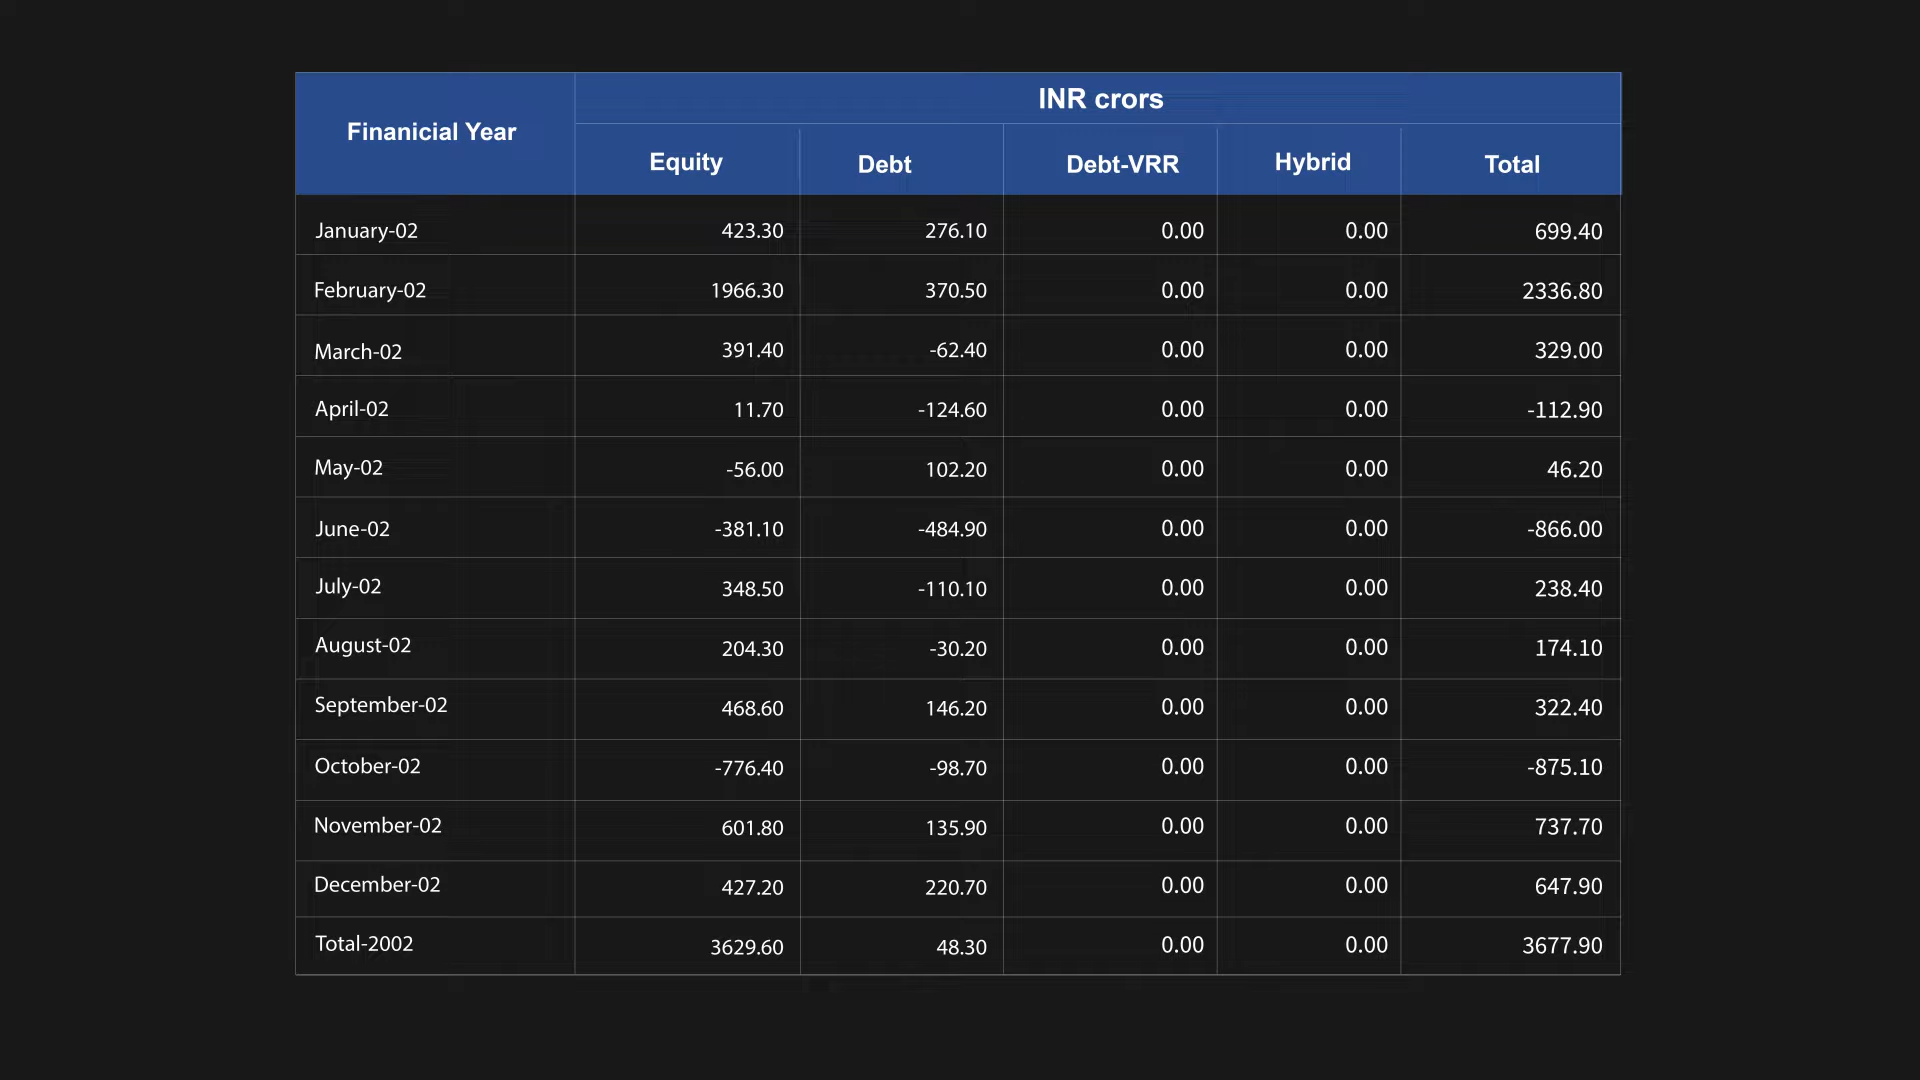 INR crors
Finanicial Year
Equity Debt Debt-VRR Hybrid Total
January-02 423.30 276.10 0.00 0.00 699.40
February-02 1966.30 370.50 0.00 0.00 2336.80
March-02 391.40 -62.40 0.00 0.00 329.00
April-02 11.70 -124.60 0.00 0.00 -112.90
May-02 -56.00 102.20 0.00 0.00 46.20
June-02 -381.10 -484.90 0.00 0.00 -866.00
July-02 348.50 -110.10 0.00 0.00 238.40
August-02 204.30 -30.20 0.00 0.00 174.10
September-02 468.60 146.20 0.00 0.00 322.40
October-02 -776.40 -98.70 0.00 0.00 -875.10
November-02 601.80 135.90 0.00 0.00 737.70
December-02 427.20 220.70 0.00 0.00 647.90
Total-2002 3629.60 48.30 0.00 0.00 3677.90